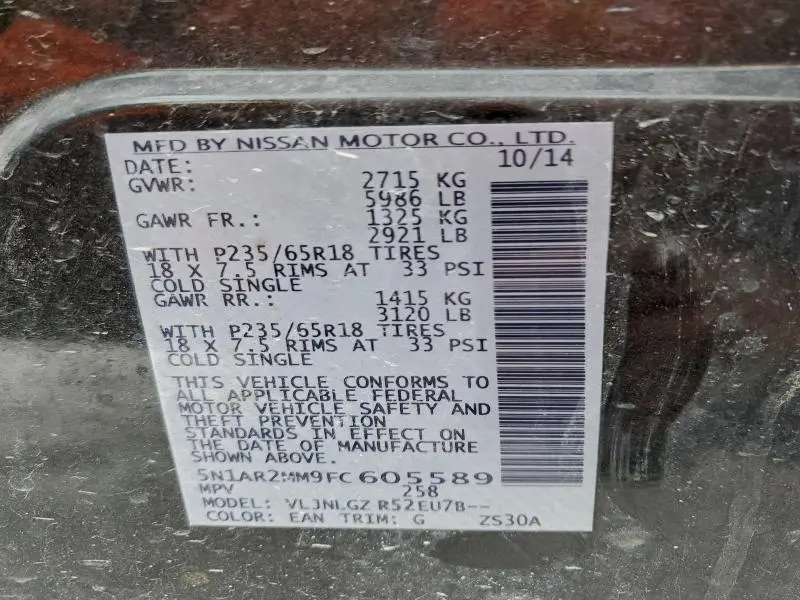 MFD BY NISSAN MOTOR CO., LTD.
DATE: 10/14
GVWR: 2715 KG
5986 LB
GAWR FR.: 1325 KG
2921 LB
WITH P235/65R18 TIRES
18 X 7.5 RIMS AT 33 PSI
COLD SINGLE
GAWR RR.: 1415 KG
3120 LB
WITH P235/65R18 TIRES
18 X 7.5 RIMS AT 33 PSI
COLD SINGLE
THIS VEHICLE CONFORMS TO
ALL APPLICABLE FEDERAL
MOTOR VEHICLE SAFETY AND
THEFT PREVENTION
STANDARDS IN EFFECT ON
THE DATE OF MANUFACTURE
SHOWN ABOVE.
5N1AR2MM9FC605589
MPV 258
MODEL: VLJNLGZ R52EU7B--
COLOR: EAN TRIM: G ZS30A